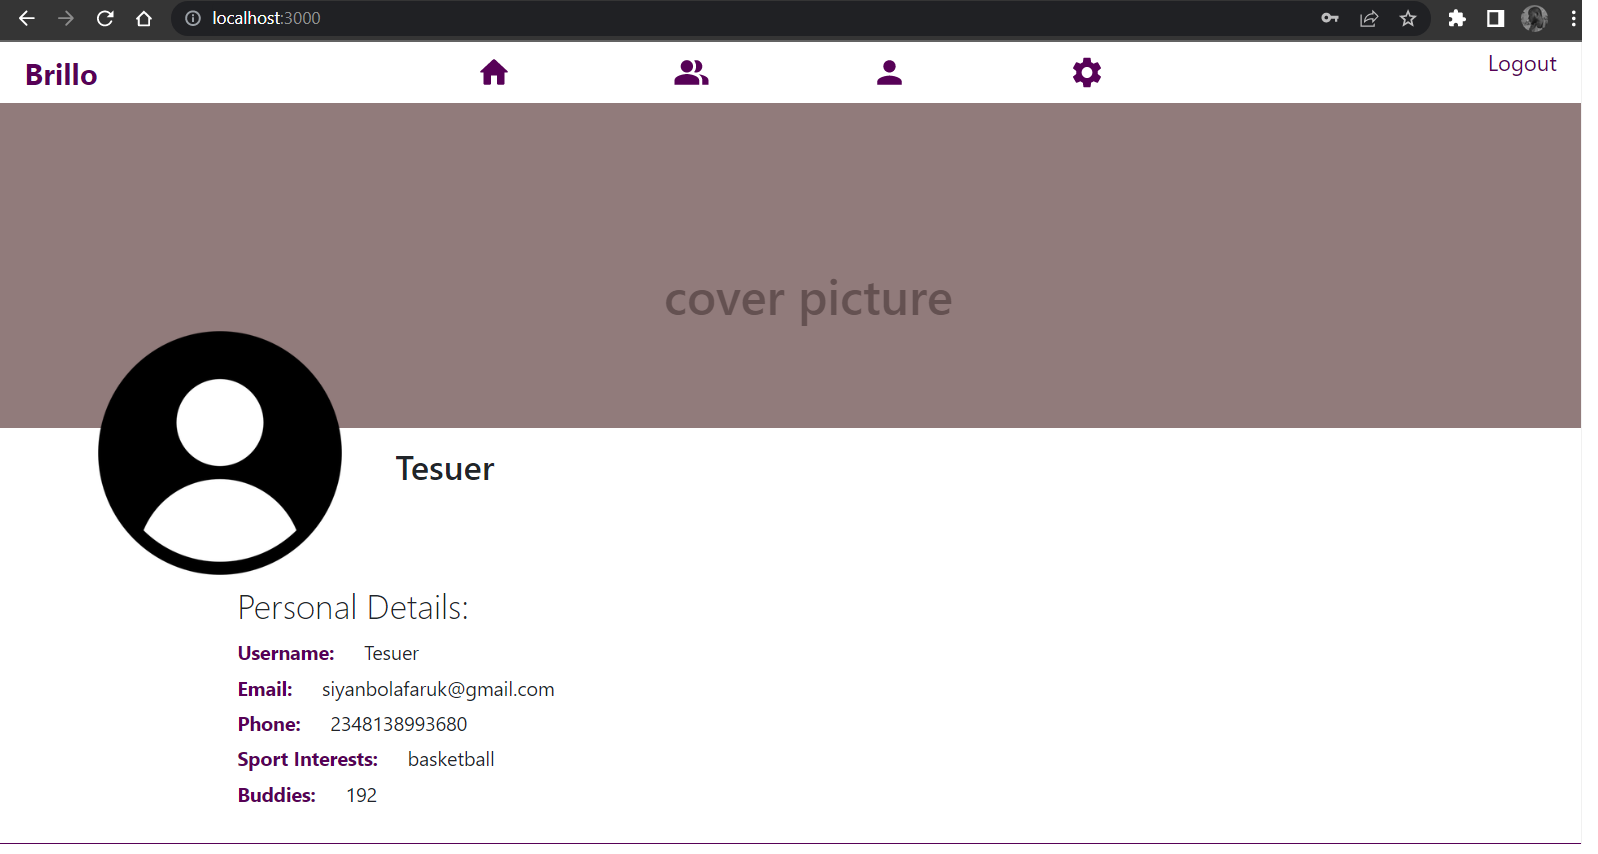 localhost:3000
Brillo
Logout
cover picture
Tesuer
Personal Details:
Username: Tesuer
Email: siyanbolafaruk@gmail.com
Phone: 2348138993680
Sport Interests: basketball
Buddies: 192